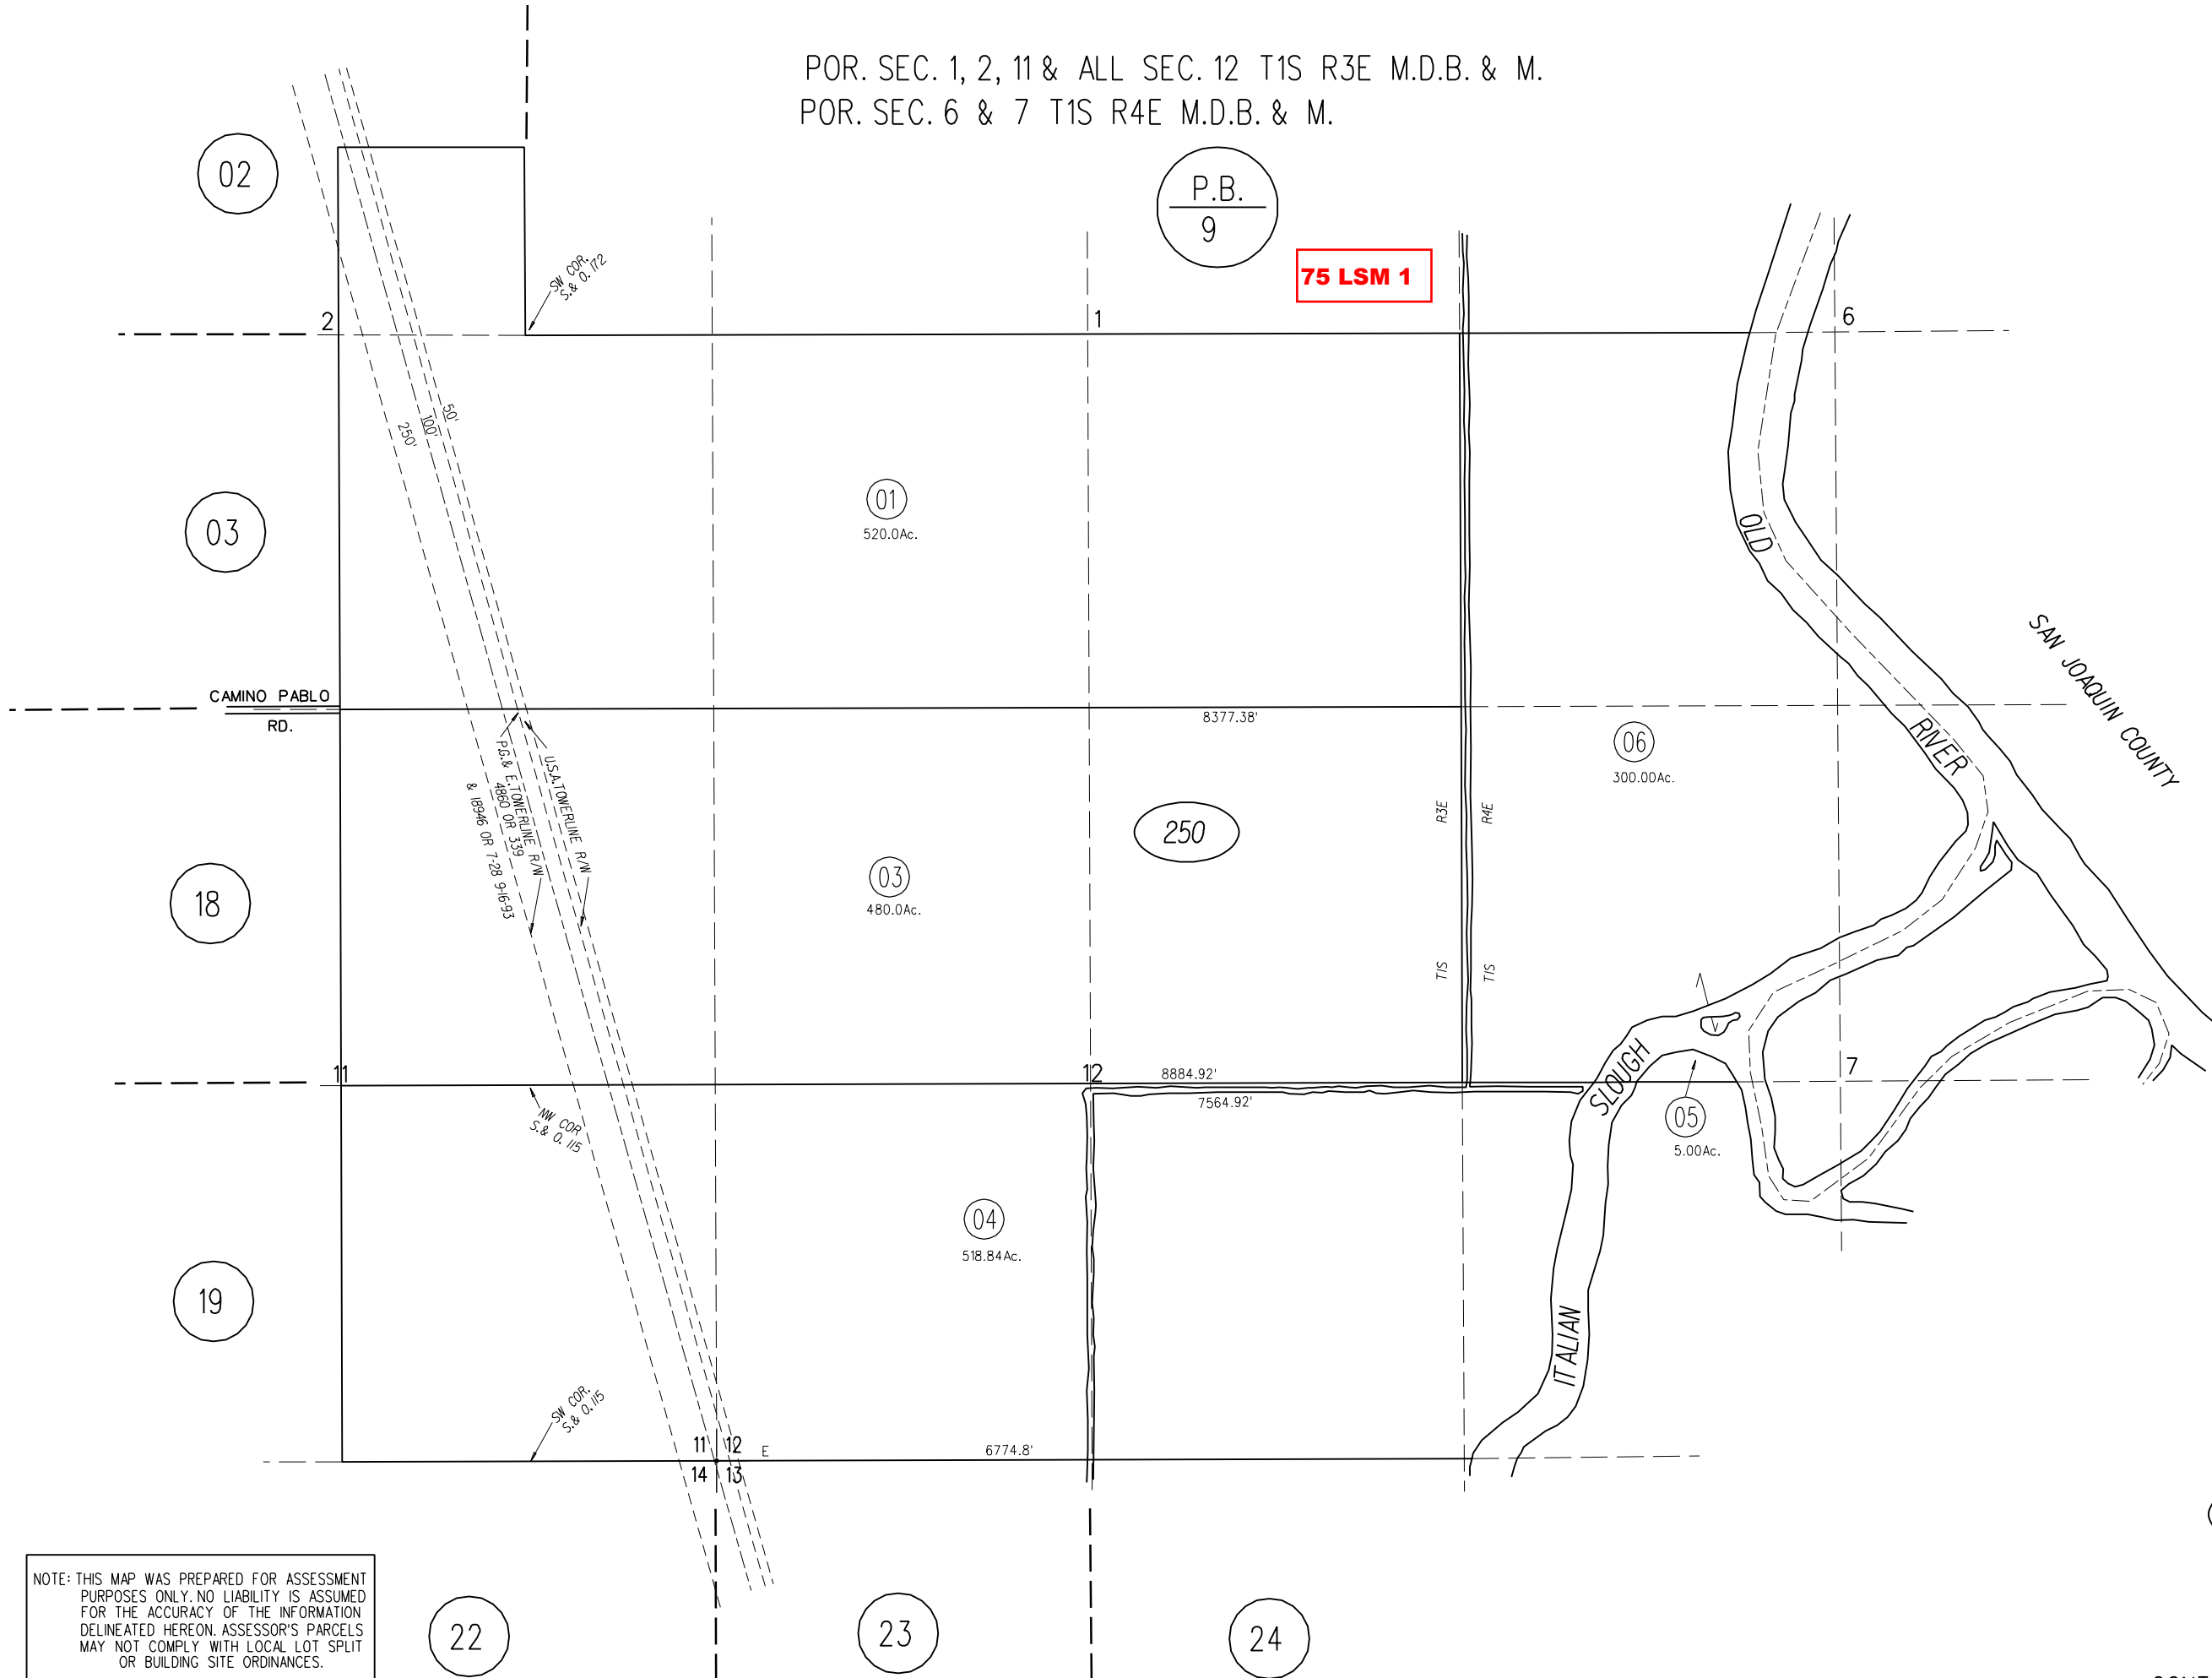 POR. SEC. 1, 2, 11 & ALL SEC. 12 T1S R3E M.D.B. & M.
POR. SEC. 6 & 7 T1S R4E M.D.B. & M.
02
P.B.
9
75 LSM 1
SW COR.
S.& O. 172
2
1
6
50'
100'
250'
01
520.0Ac.
03
OLD
SAN JOAQUIN COUNTY
CAMINO PABLO
RD.
8377.38'
RIVER
06
300.00Ac.
P.G.& E. TOWERLINE R/W
4860 OR 339
& 18946 OR 7-28 9-16-93
U.S.A. TOWERLINE R/W
R3E
R4E
250
18
03
480.0Ac.
T1S
T1S
11
12
8884.92'
7
7564.92'
SLOUGH
NW COR
S.& O. 115
05
5.00Ac.
04
518.84Ac.
19
ITALIAN
SW COR.
S.& O. 115
11
12
E
6774.8'
14
13
NOTE: THIS MAP WAS PREPARED FOR ASSESSMENT
PURPOSES ONLY. NO LIABILITY IS ASSUMED
FOR THE ACCURACY OF THE INFORMATION
DELINEATED HEREON. ASSESSOR'S PARCELS
MAY NOT COMPLY WITH LOCAL LOT SPLIT
OR BUILDING SITE ORDINANCES.
22
23
24